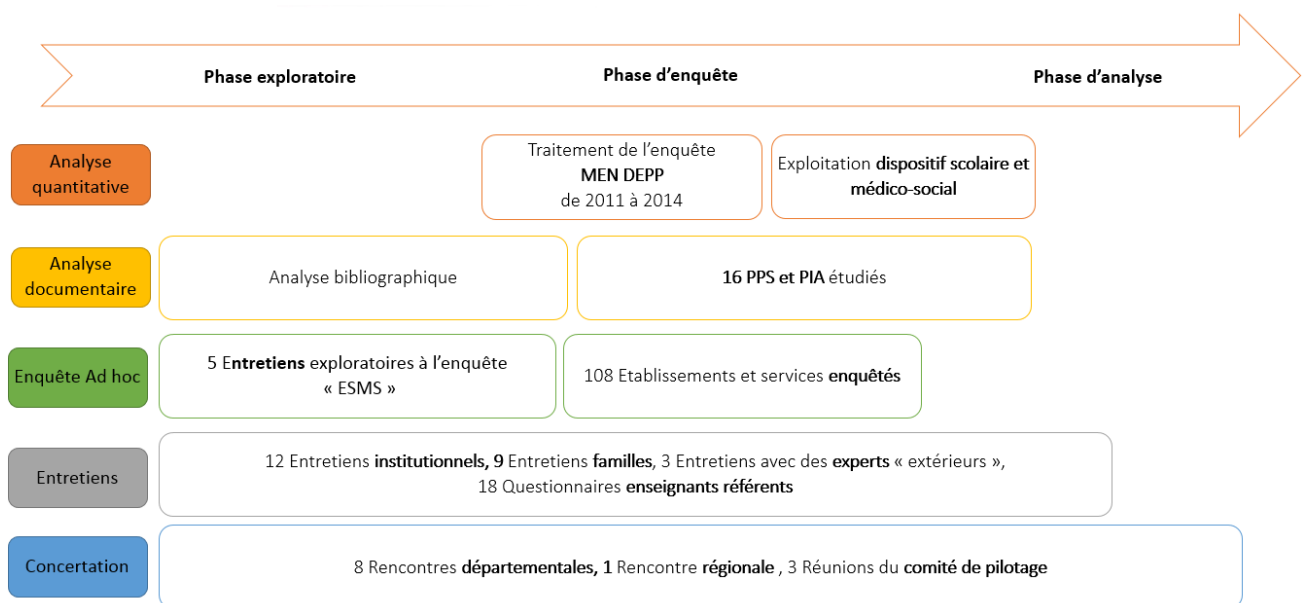 Phase exploratoire
Phase d’enquête
Phase d’analyse
Analyse
quantitative
Traitement de l’enquête
MEN DEPP
de 2011 à 2014
Exploitation dispositif scolaire et
médico-social
Analyse
documentaire
Analyse bibliographique
16 PPS et PIA étudiés
Enquête Ad hoc
5 Entretiens exploratoires à l’enquête
« ESMS »
108 Etablissements et services enquêtés
Entretiens
12 Entretiens institutionnels, 9 Entretiens familles, 3 Entretiens avec des experts « extérieurs »,
18 Questionnaires enseignants référents
Concertation
8 Rencontres départementales, 1 Rencontre régionale , 3 Réunions du comité de pilotage